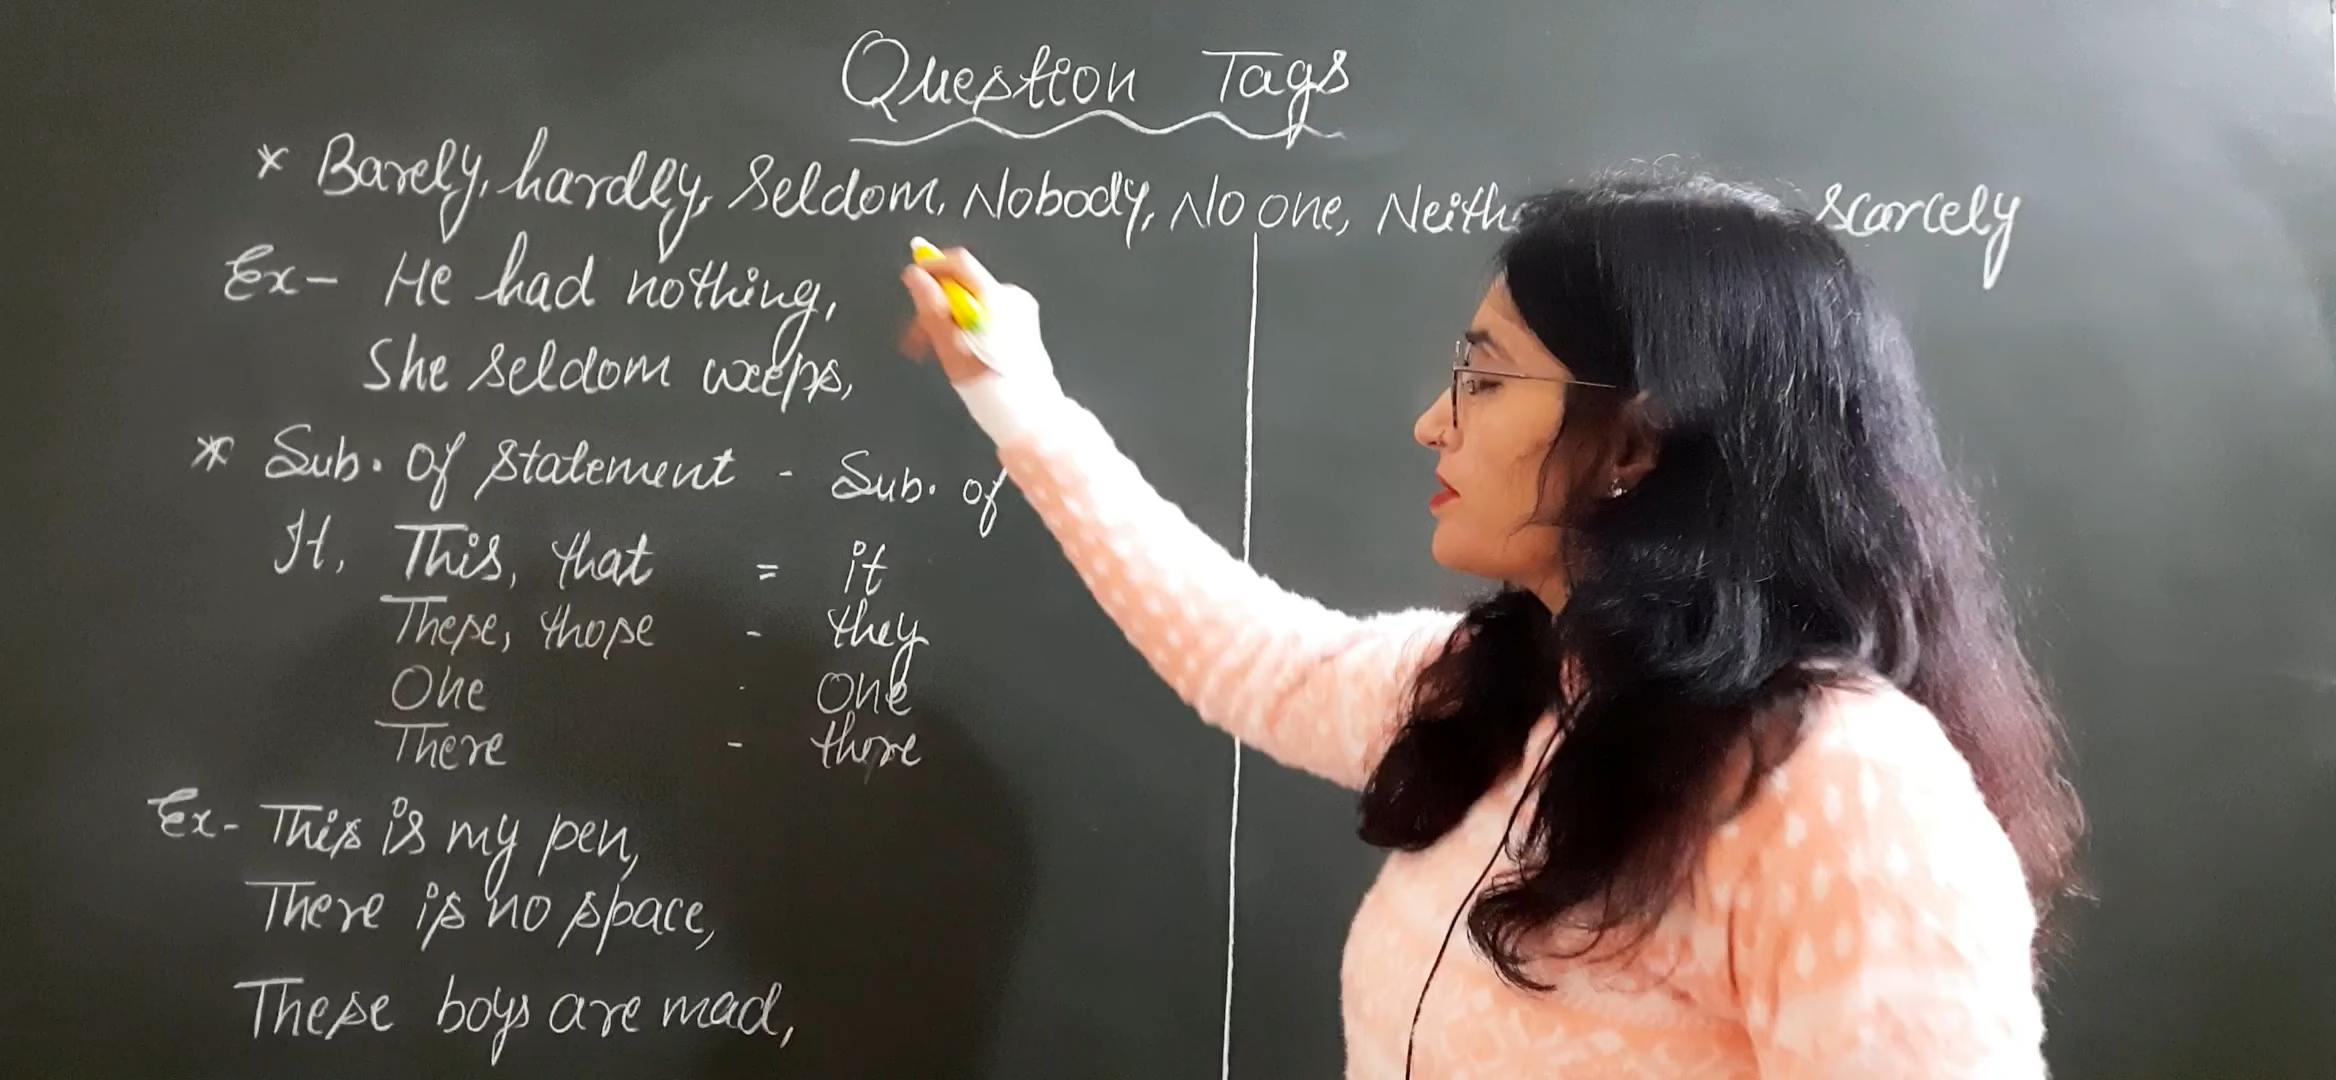 Question Tags
* Barely, hardly, Seldom, Nobody, No one, scarcely
Ex- He had nothing,
She seldom weeps,
* Sub. of statement - Sub. of
It, This, that = it
These, those - they
One - one
There - there
Ex- This is my pen,
There is no space,
These boys are mad,